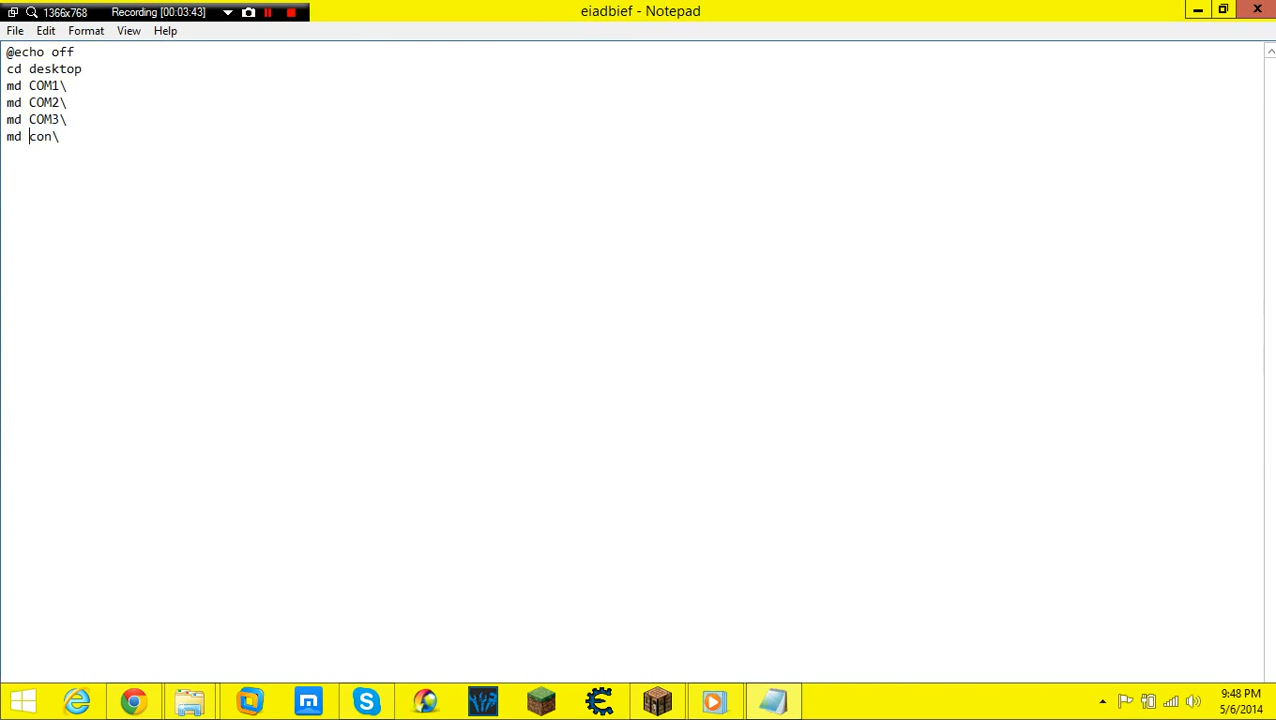 1366x768 Recording [00:03:43]
eiadbief - Notepad
File Edit Format View Help
@echo off
cd desktop
md COM1\
md COM2\
md COM3\
md con\
9:48 PM
5/6/2014